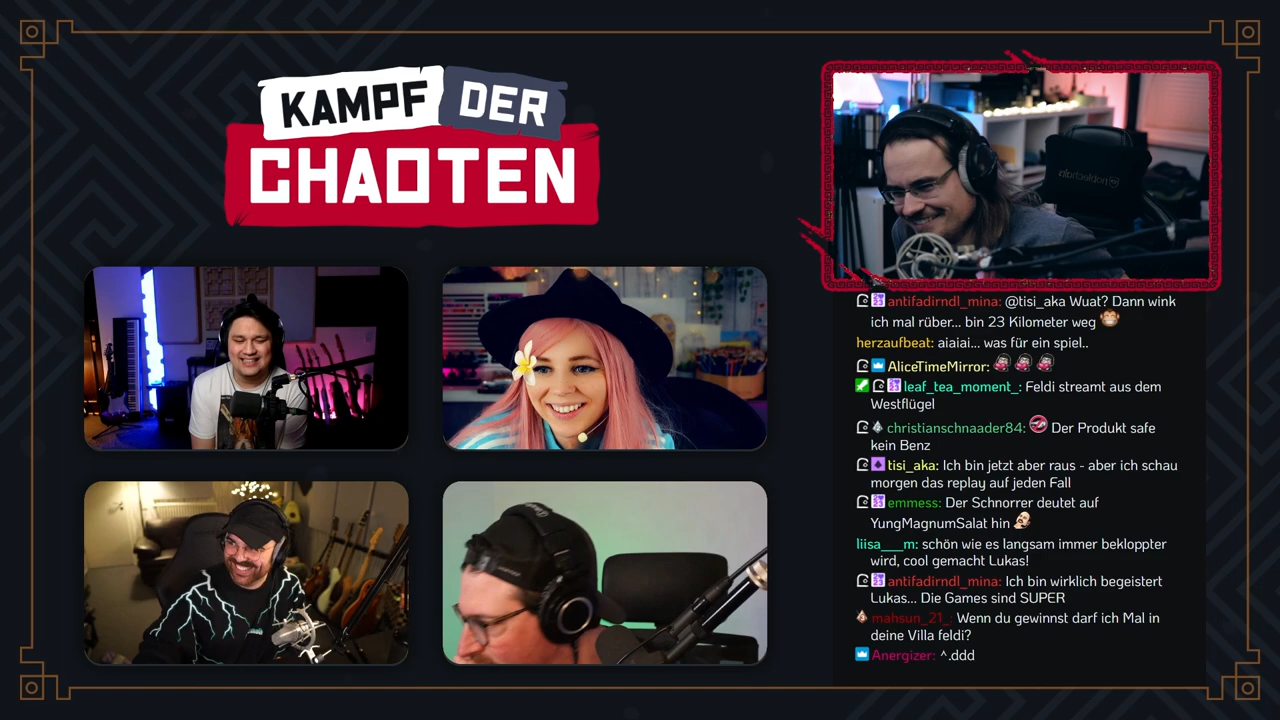 KAMPF DER
CHAOTEN
antifadirndl_mina: @tisi_aka Wuat? Dann wink
ich mal rüber... bin 23 Kilometer weg
herzaufbeat: aiaiai... was für ein spiel..
AliceTimeMirror:
leaf_tea_moment_: Feldi streamt aus dem
Westflügel
christianschnaader84: Der Produkt safe
kein Benz
tisi_aka: Ich bin jetzt aber raus - aber ich schau
morgen das replay auf jeden Fall
emmess: Der Schnorrer deutet auf
YungMagnumSalat hin
liisa___m: schön wie es langsam immer bekloppter
wird, cool gemacht Lukas!
antifadirndl_mina: Ich bin wirklich begeistert
Lukas... Die Games sind SUPER
mahsun_21_: Wenn du gewinnst darf ich Mal in
deine Villa feldi?
Anergizer: ^.ddd